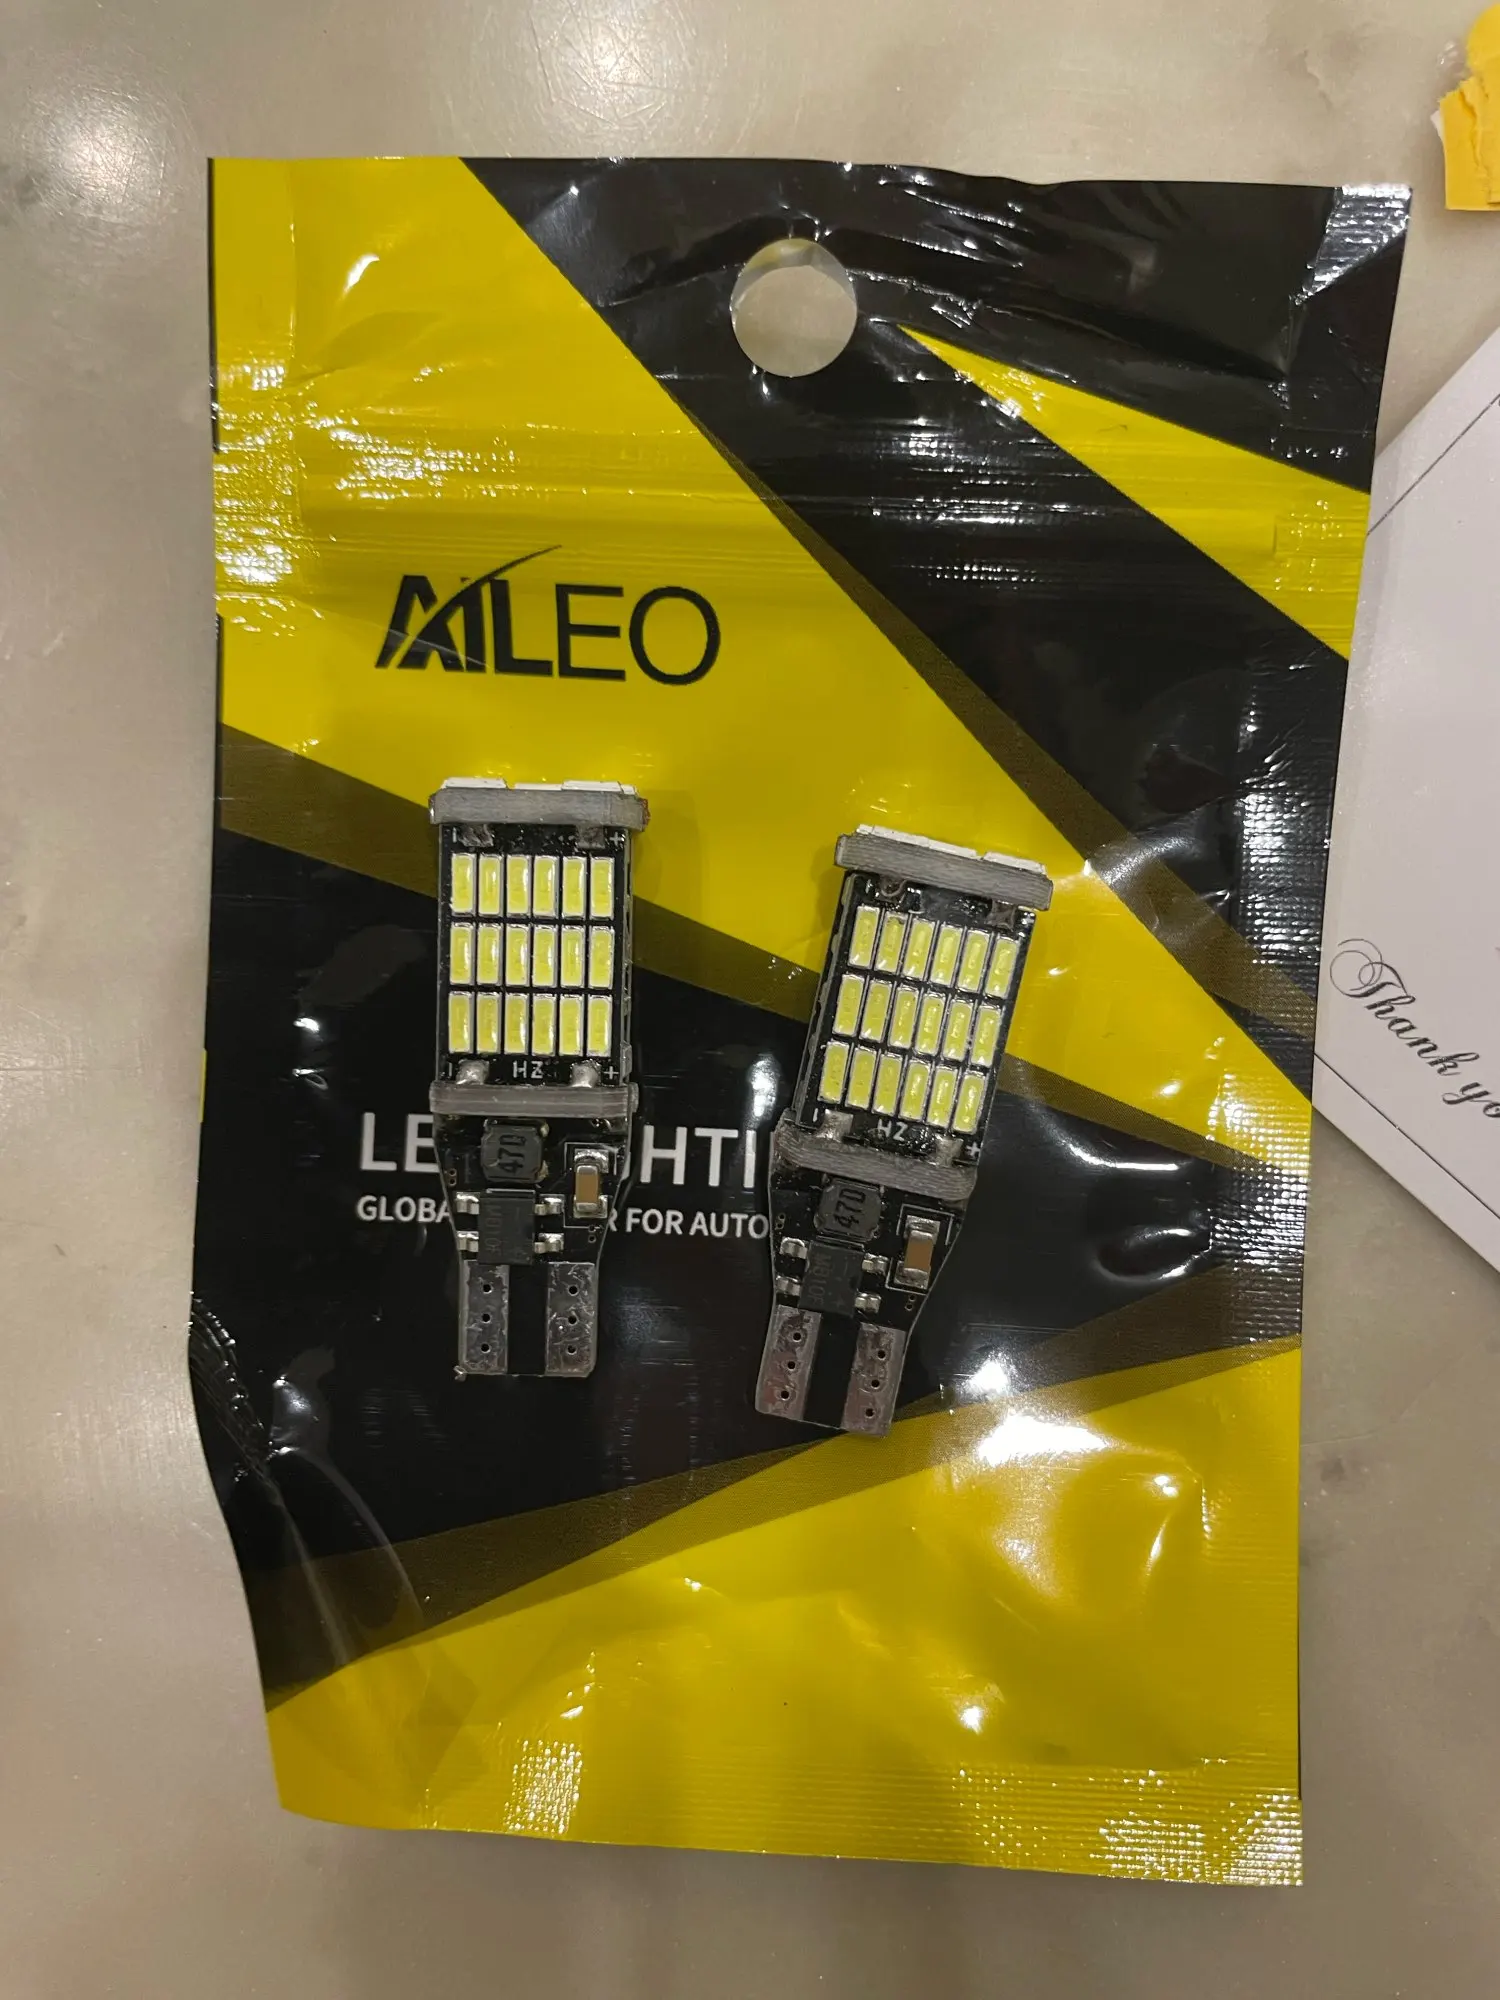 AILEO
LE HTI
GLOBA R FOR AUTO
- +
HZ
- +
470
HZ
+
470
Thank yo